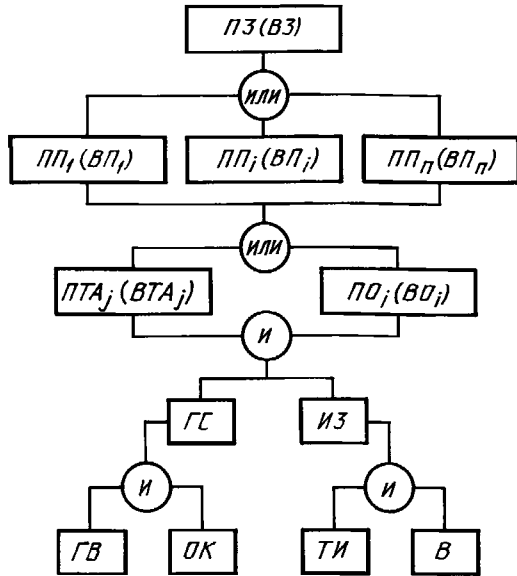 ПЗ(ВЗ)
ИЛИ
ПП₁(ВП₁)
ППᵢ(ВПᵢ)
ППₙ(ВПₙ)
ИЛИ
ПТАⱼ(ВТАⱼ)
ПОᵢ(ВОᵢ)
И
ГС
ИЗ
И
И
ГВ
ОК
ТИ
В